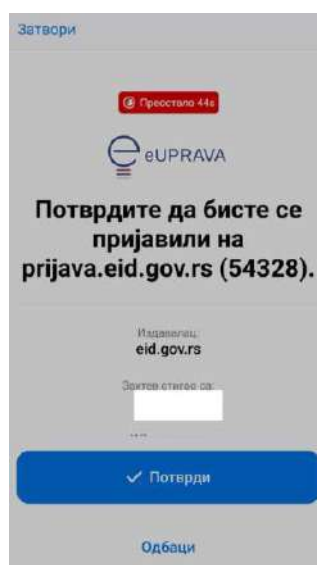 Затвори
Преостало 44s
eUPRAVA
Потврдите да бисте се
пријавили на
prijava.eid.gov.rs (54328).
Издавалац:
eid.gov.rs
Захтев стигао са:
Потврди
Одбаци